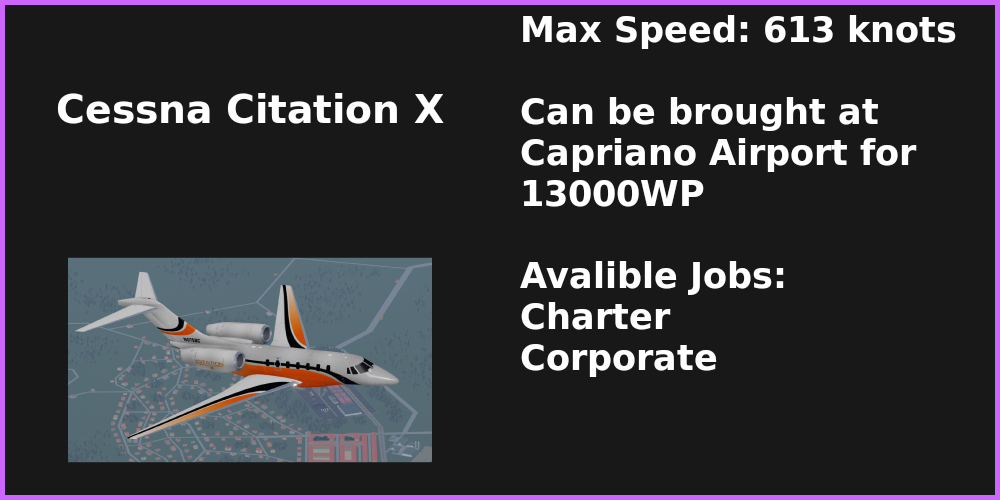 Cessna Citation X
Max Speed: 613 knots
Can be brought at
Capriano Airport for
13000WP
Avalible Jobs:
Charter
Corporate